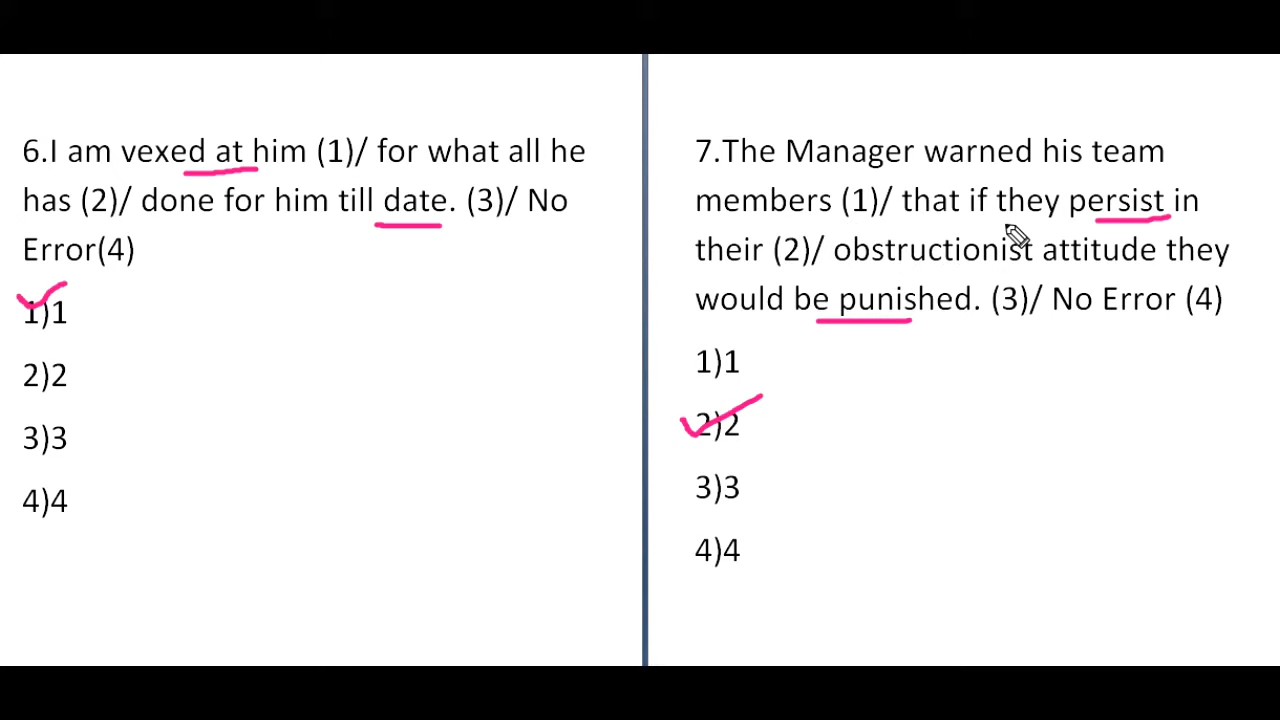 6.I am vexed at him (1)/ for what all he
has (2)/ done for him till date. (3)/ No
Error(4)
1)1
2)2
3)3
4)4
7.The Manager warned his team
members (1)/ that if they persist in
their (2)/ obstructionist attitude they
would be punished. (3)/ No Error (4)
1)1
2)2
3)3
4)4